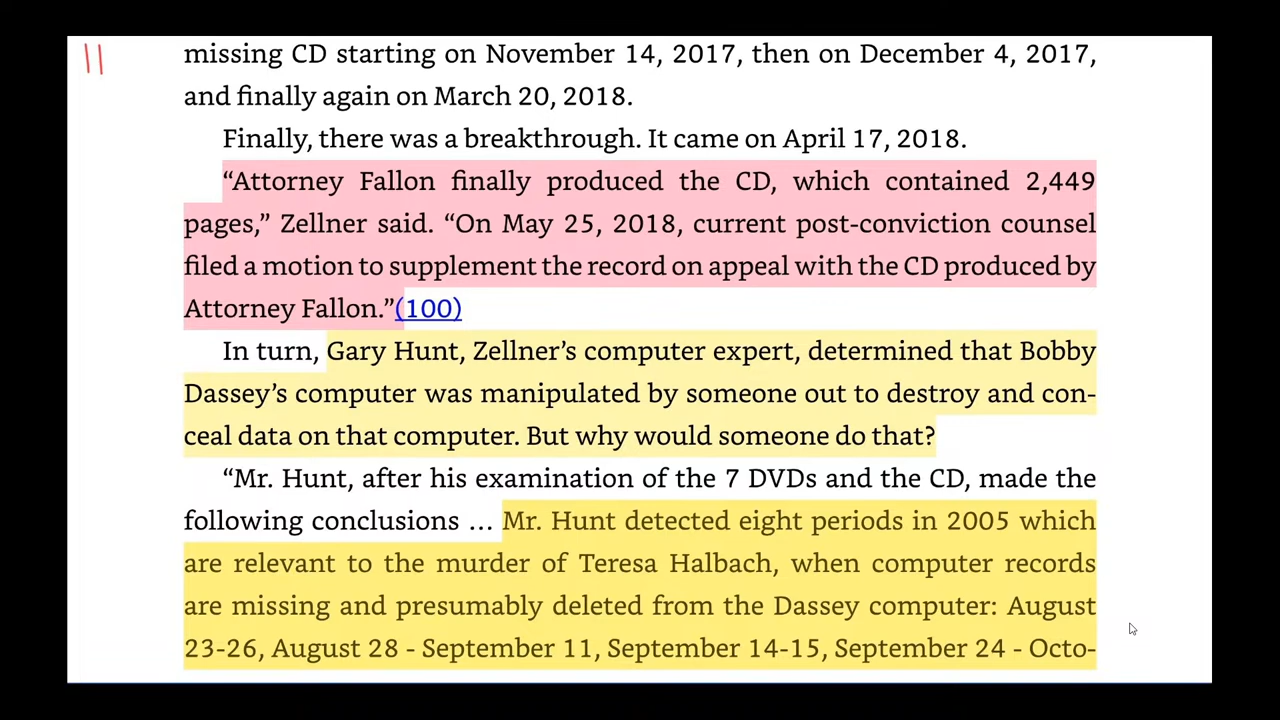 missing CD starting on November 14, 2017, then on December 4, 2017,
and finally again on March 20, 2018.
Finally, there was a breakthrough. It came on April 17, 2018.
“Attorney Fallon finally produced the CD, which contained 2,449
pages,” Zellner said. “On May 25, 2018, current post-conviction counsel
filed a motion to supplement the record on appeal with the CD produced by
Attorney Fallon.”(100)
In turn, Gary Hunt, Zellner’s computer expert, determined that Bobby
Dassey’s computer was manipulated by someone out to destroy and con-
ceal data on that computer. But why would someone do that?
“Mr. Hunt, after his examination of the 7 DVDs and the CD, made the
following conclusions … Mr. Hunt detected eight periods in 2005 which
are relevant to the murder of Teresa Halbach, when computer records
are missing and presumably deleted from the Dassey computer: August
23-26, August 28 - September 11, September 14-15, September 24 - Octo-